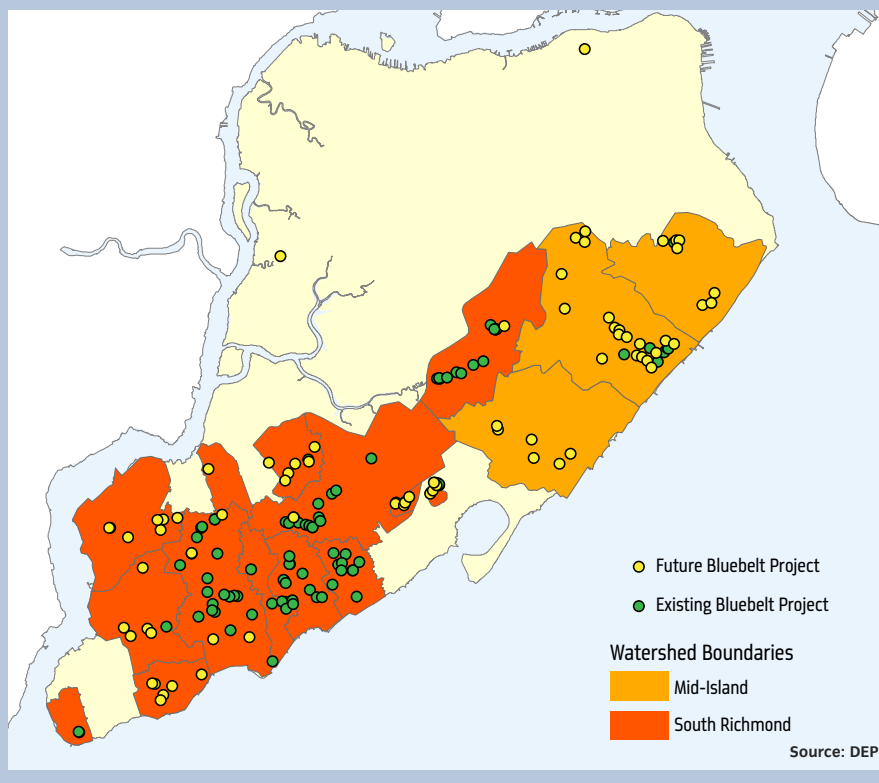 Future Bluebelt Project
Existing Bluebelt Project
Watershed Boundaries
Mid-Island
South Richmond
Source: DEP